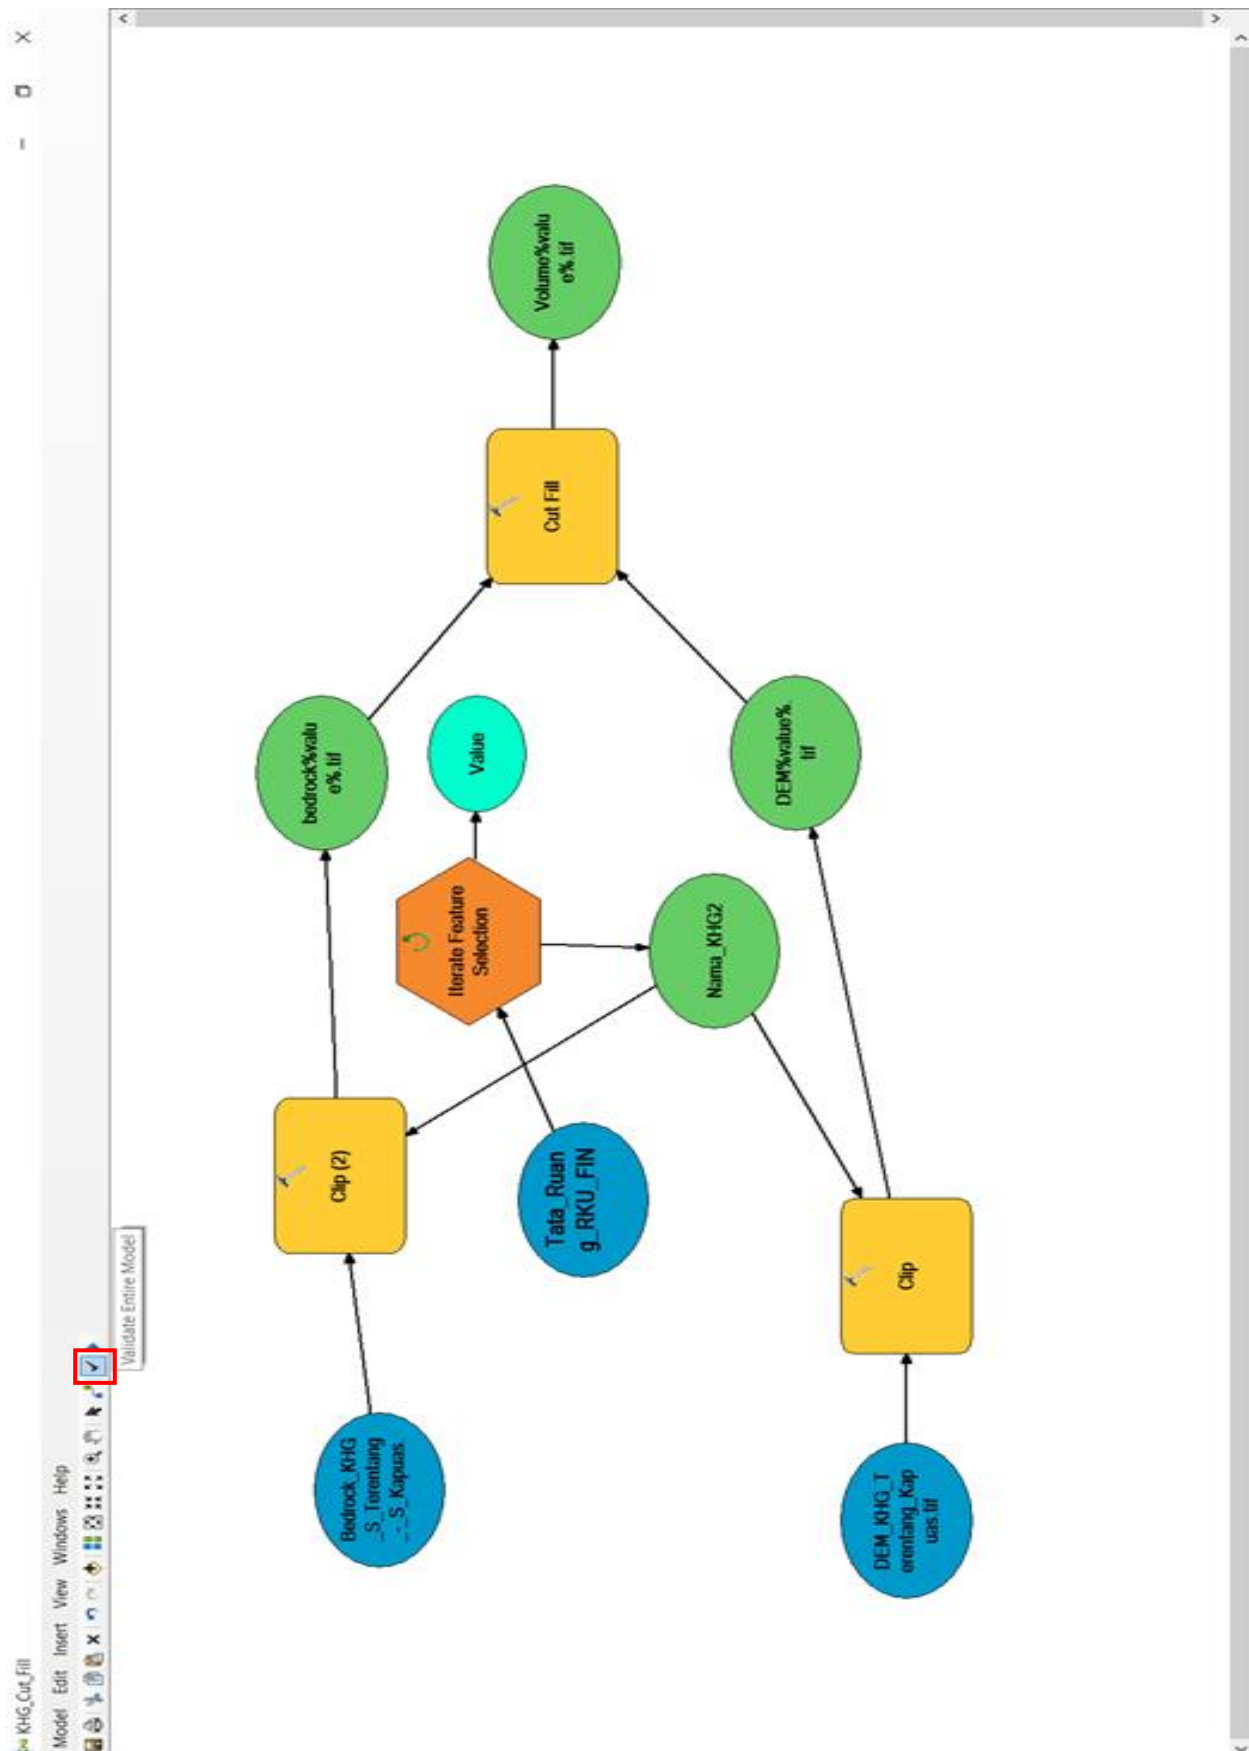 KHG_Cut_Fill
Model Edit Insert View Windows Help
Validate Entire Model
Bedrock_KHG
_S_Terentang
_-_S_Kapuas.
Clip (2)
bedrock%valu
e%.tif
Tata_Ruan
g_RKU_FIN
Iterate Feature
Selection
Value
Cut Fill
Volume%valu
e%.tif
Nama_KHG2
DEM_KHG_T
erentang_Kap
uas.tif
Clip
DEM%value%.
tif